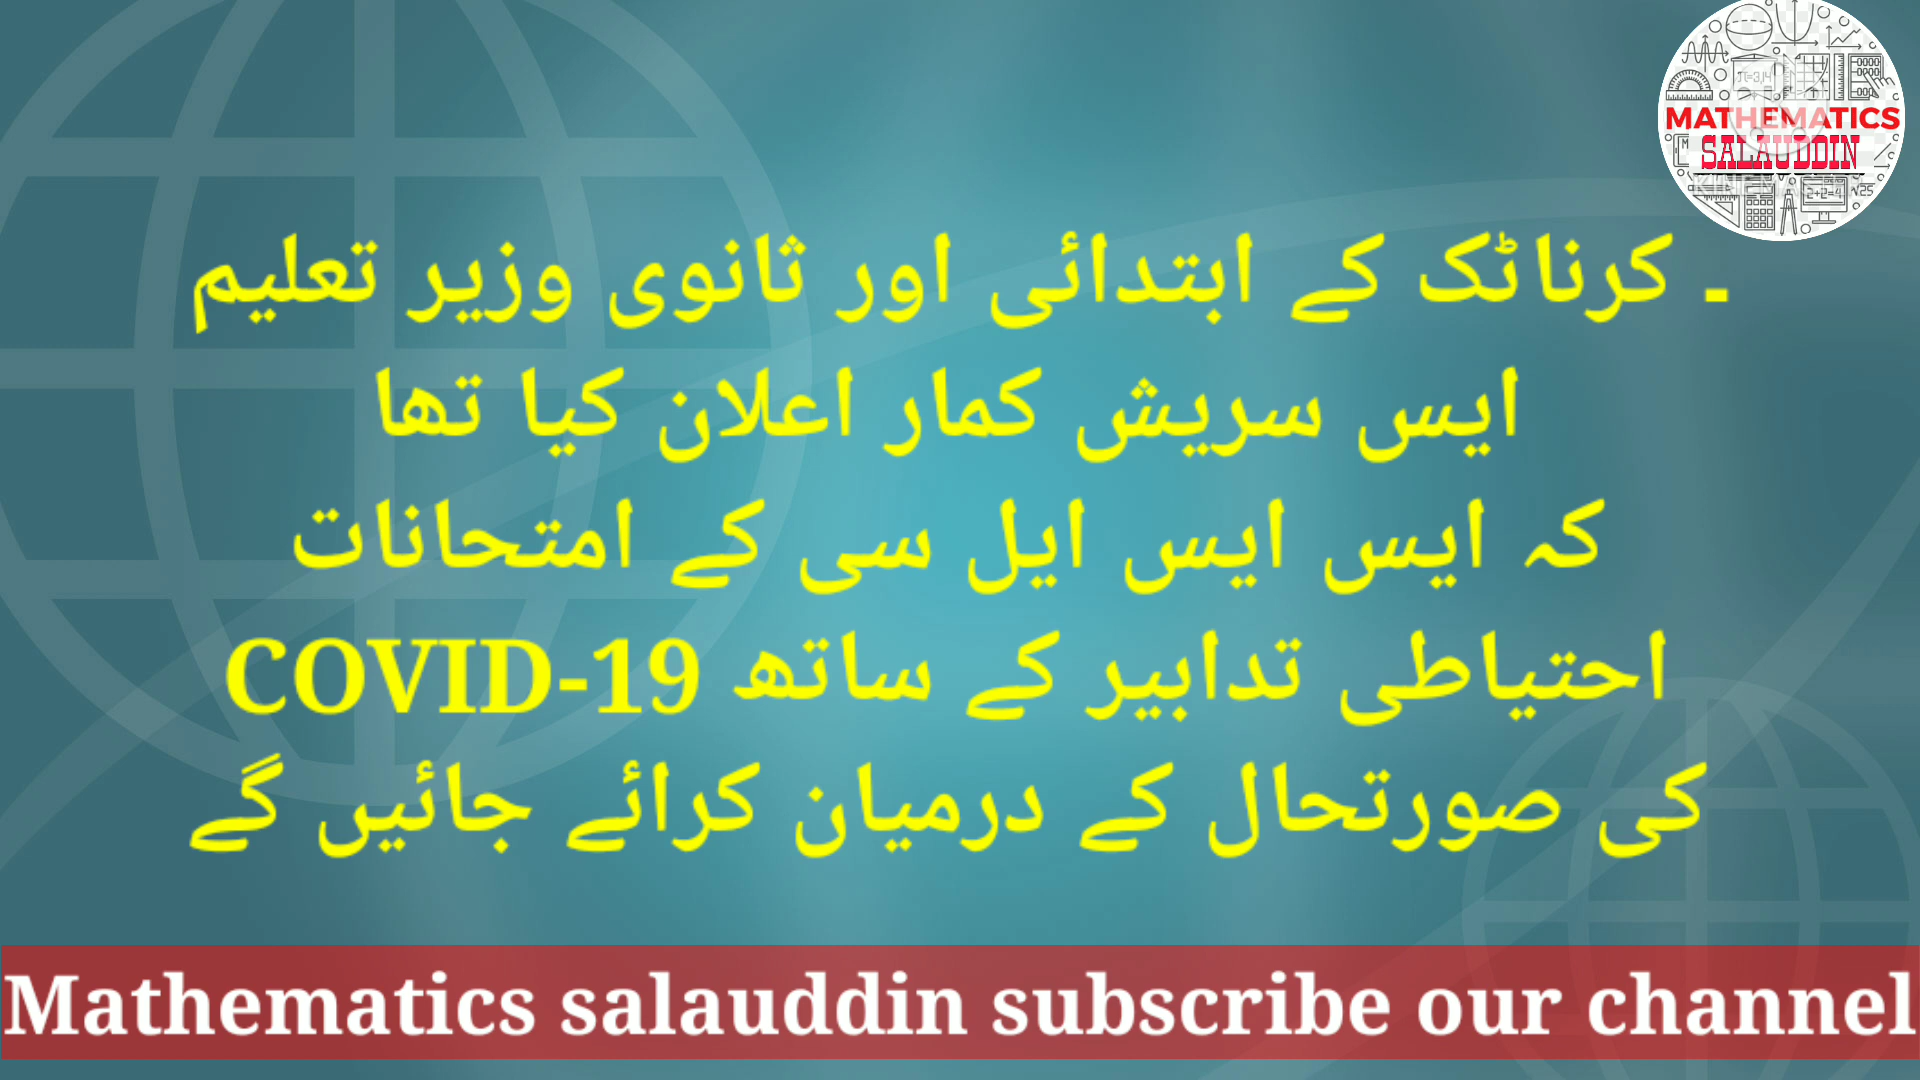 MATHEMATICS
SALAUDDIN
۔ کرناٹک کے ابتدائی اور ثانوی وزیر تعلیم
ایس سریش کمار اعلان کیا تھا
کہ ایس ایس ایل سی کے امتحانات
احتیاطی تدابیر کے ساتھ COVID-19
کی صورتحال کے درمیان کرائے جائیں گے
Mathematics salauddin subscribe our channel